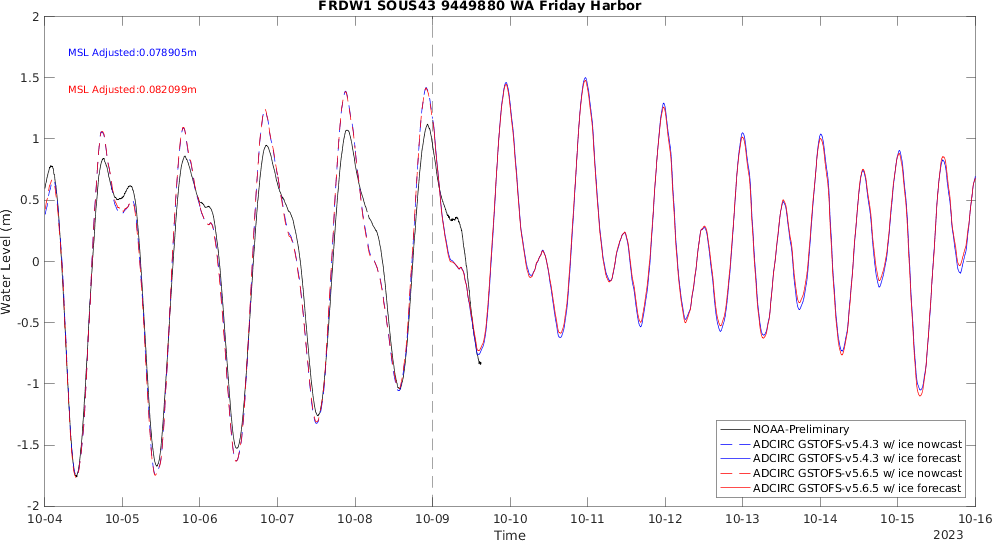 FRDW1 SOUS43 9449880 WA Friday Harbor
MSL Adjusted:0.078905m
MSL Adjusted:0.082099m
Water Level (m)
2
1.5
1
0.5
0
-0.5
-1
-1.5
-2
NOAA-Preliminary
ADCIRC GSTOFS-v5.4.3 w/ ice nowcast
ADCIRC GSTOFS-v5.4.3 w/ ice forecast
ADCIRC GSTOFS-v5.6.5 w/ ice nowcast
ADCIRC GSTOFS-v5.6.5 w/ ice forecast
10-04 10-05 10-06 10-07 10-08 10-09 10-10 10-11 10-12 10-13 10-14 10-15 10-16
Time
2023